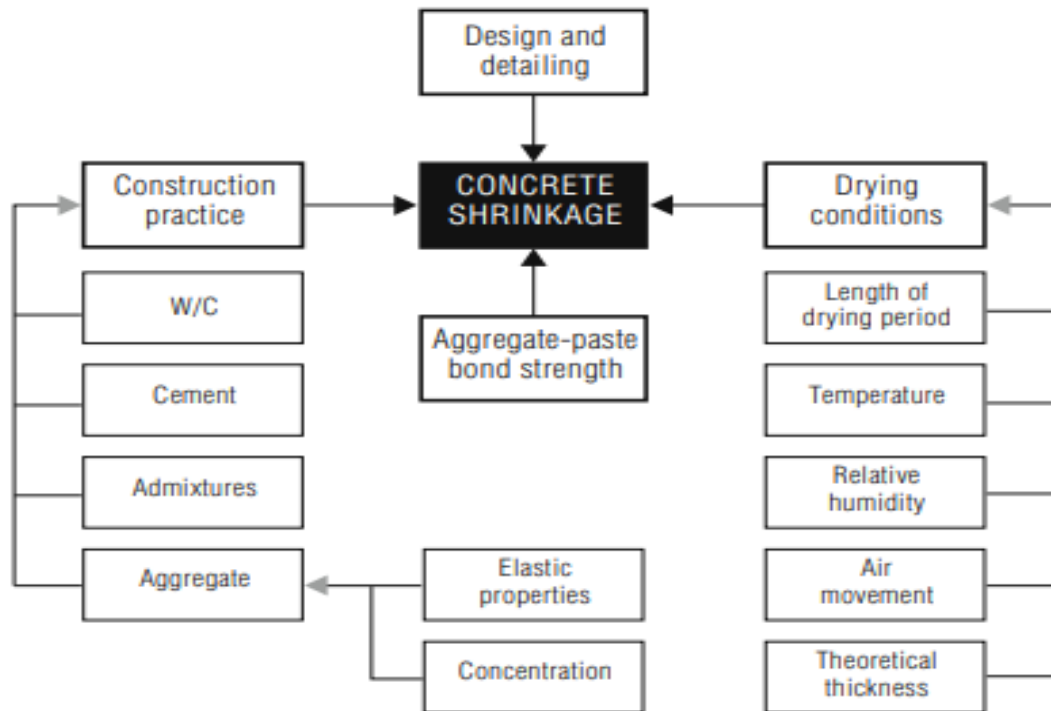 Design and
detailing
Construction
practice
CONCRETE
SHRINKAGE
Drying
conditions
W/C
Length of
drying period
Aggregate-paste
bond strength
Cement
Temperature
Admixtures
Relative
humidity
Aggregate
Elastic
properties
Air
movement
Concentration
Theoretical
thickness